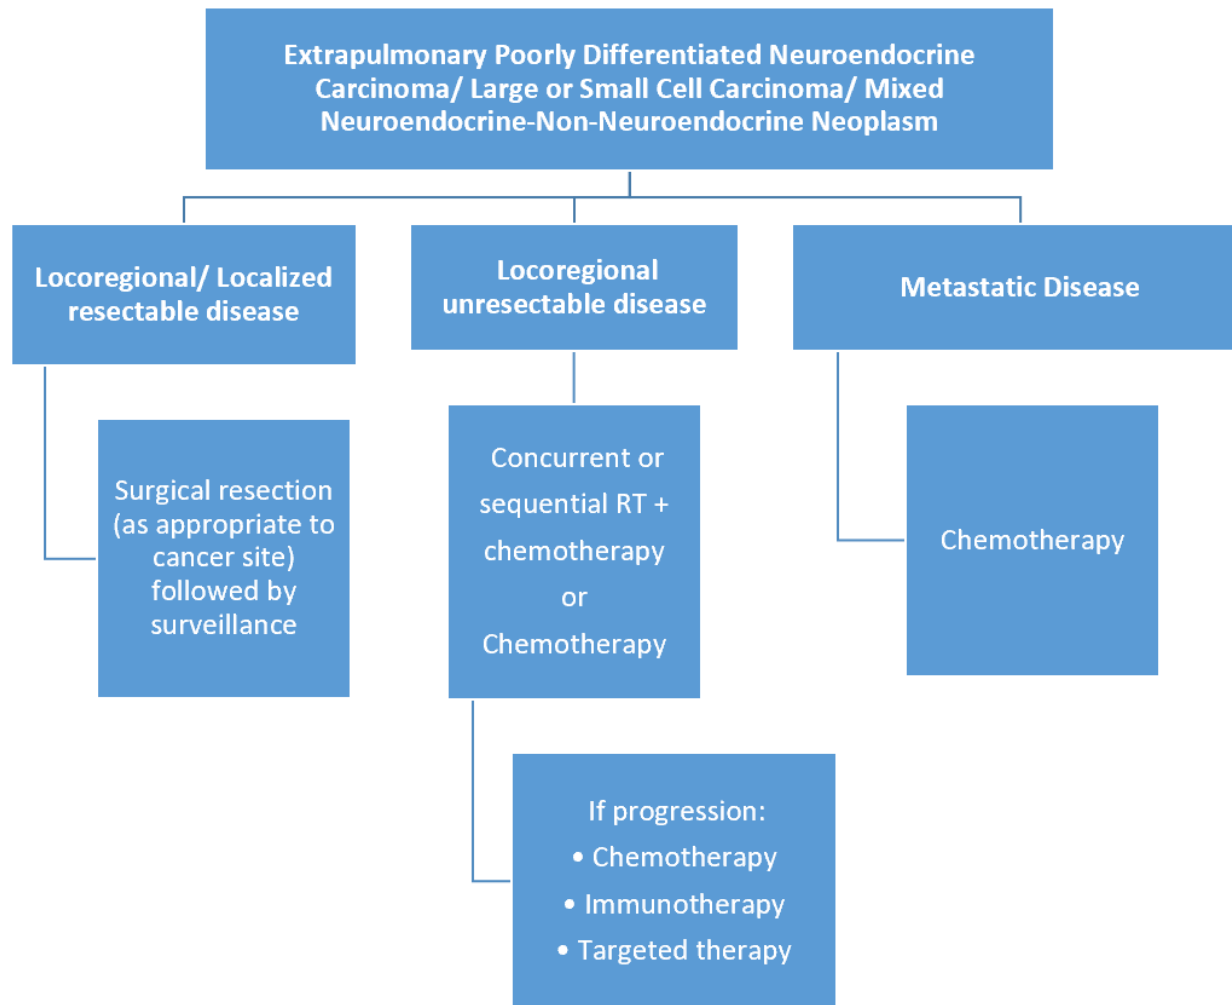 Extrapulmonary Poorly Differentiated Neuroendocrine
Carcinoma/ Large or Small Cell Carcinoma/ Mixed
Neuroendocrine-Non-Neuroendocrine Neoplasm
Locoregional/ Localized
resectable disease
Surgical resection
(as appropriate to
cancer site)
followed by
surveillance
Locoregional
unresectable disease
Concurrent or
sequential RT +
chemotherapy
or
Chemotherapy
If progression:
• Chemotherapy
• Immunotherapy
• Targeted therapy
Metastatic Disease
Chemotherapy